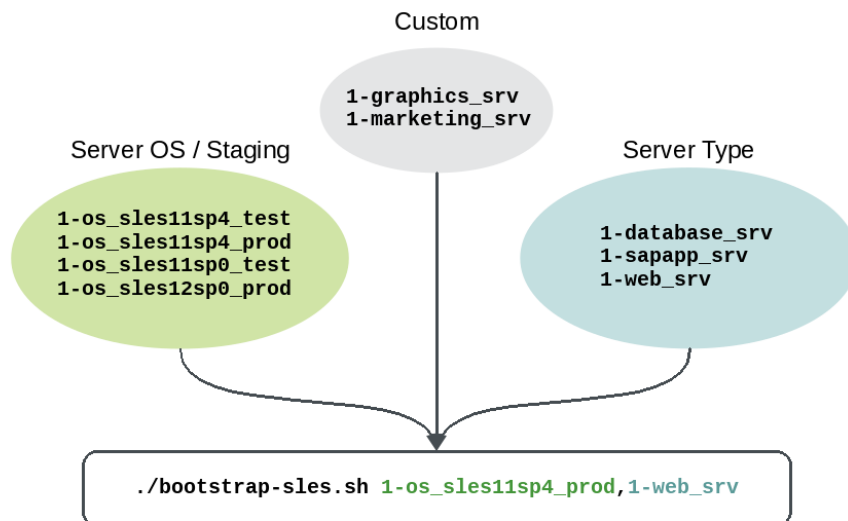 Custom
1-graphics_srv
1-marketing_srv
Server OS / Staging
1-os_sles11sp4_test
1-os_sles11sp4_prod
1-os_sles11sp0_test
1-os_sles12sp0_prod
Server Type
1-database_srv
1-sapapp_srv
1-web_srv
./bootstrap-sles.sh 1-os_sles11sp4_prod,1-web_srv